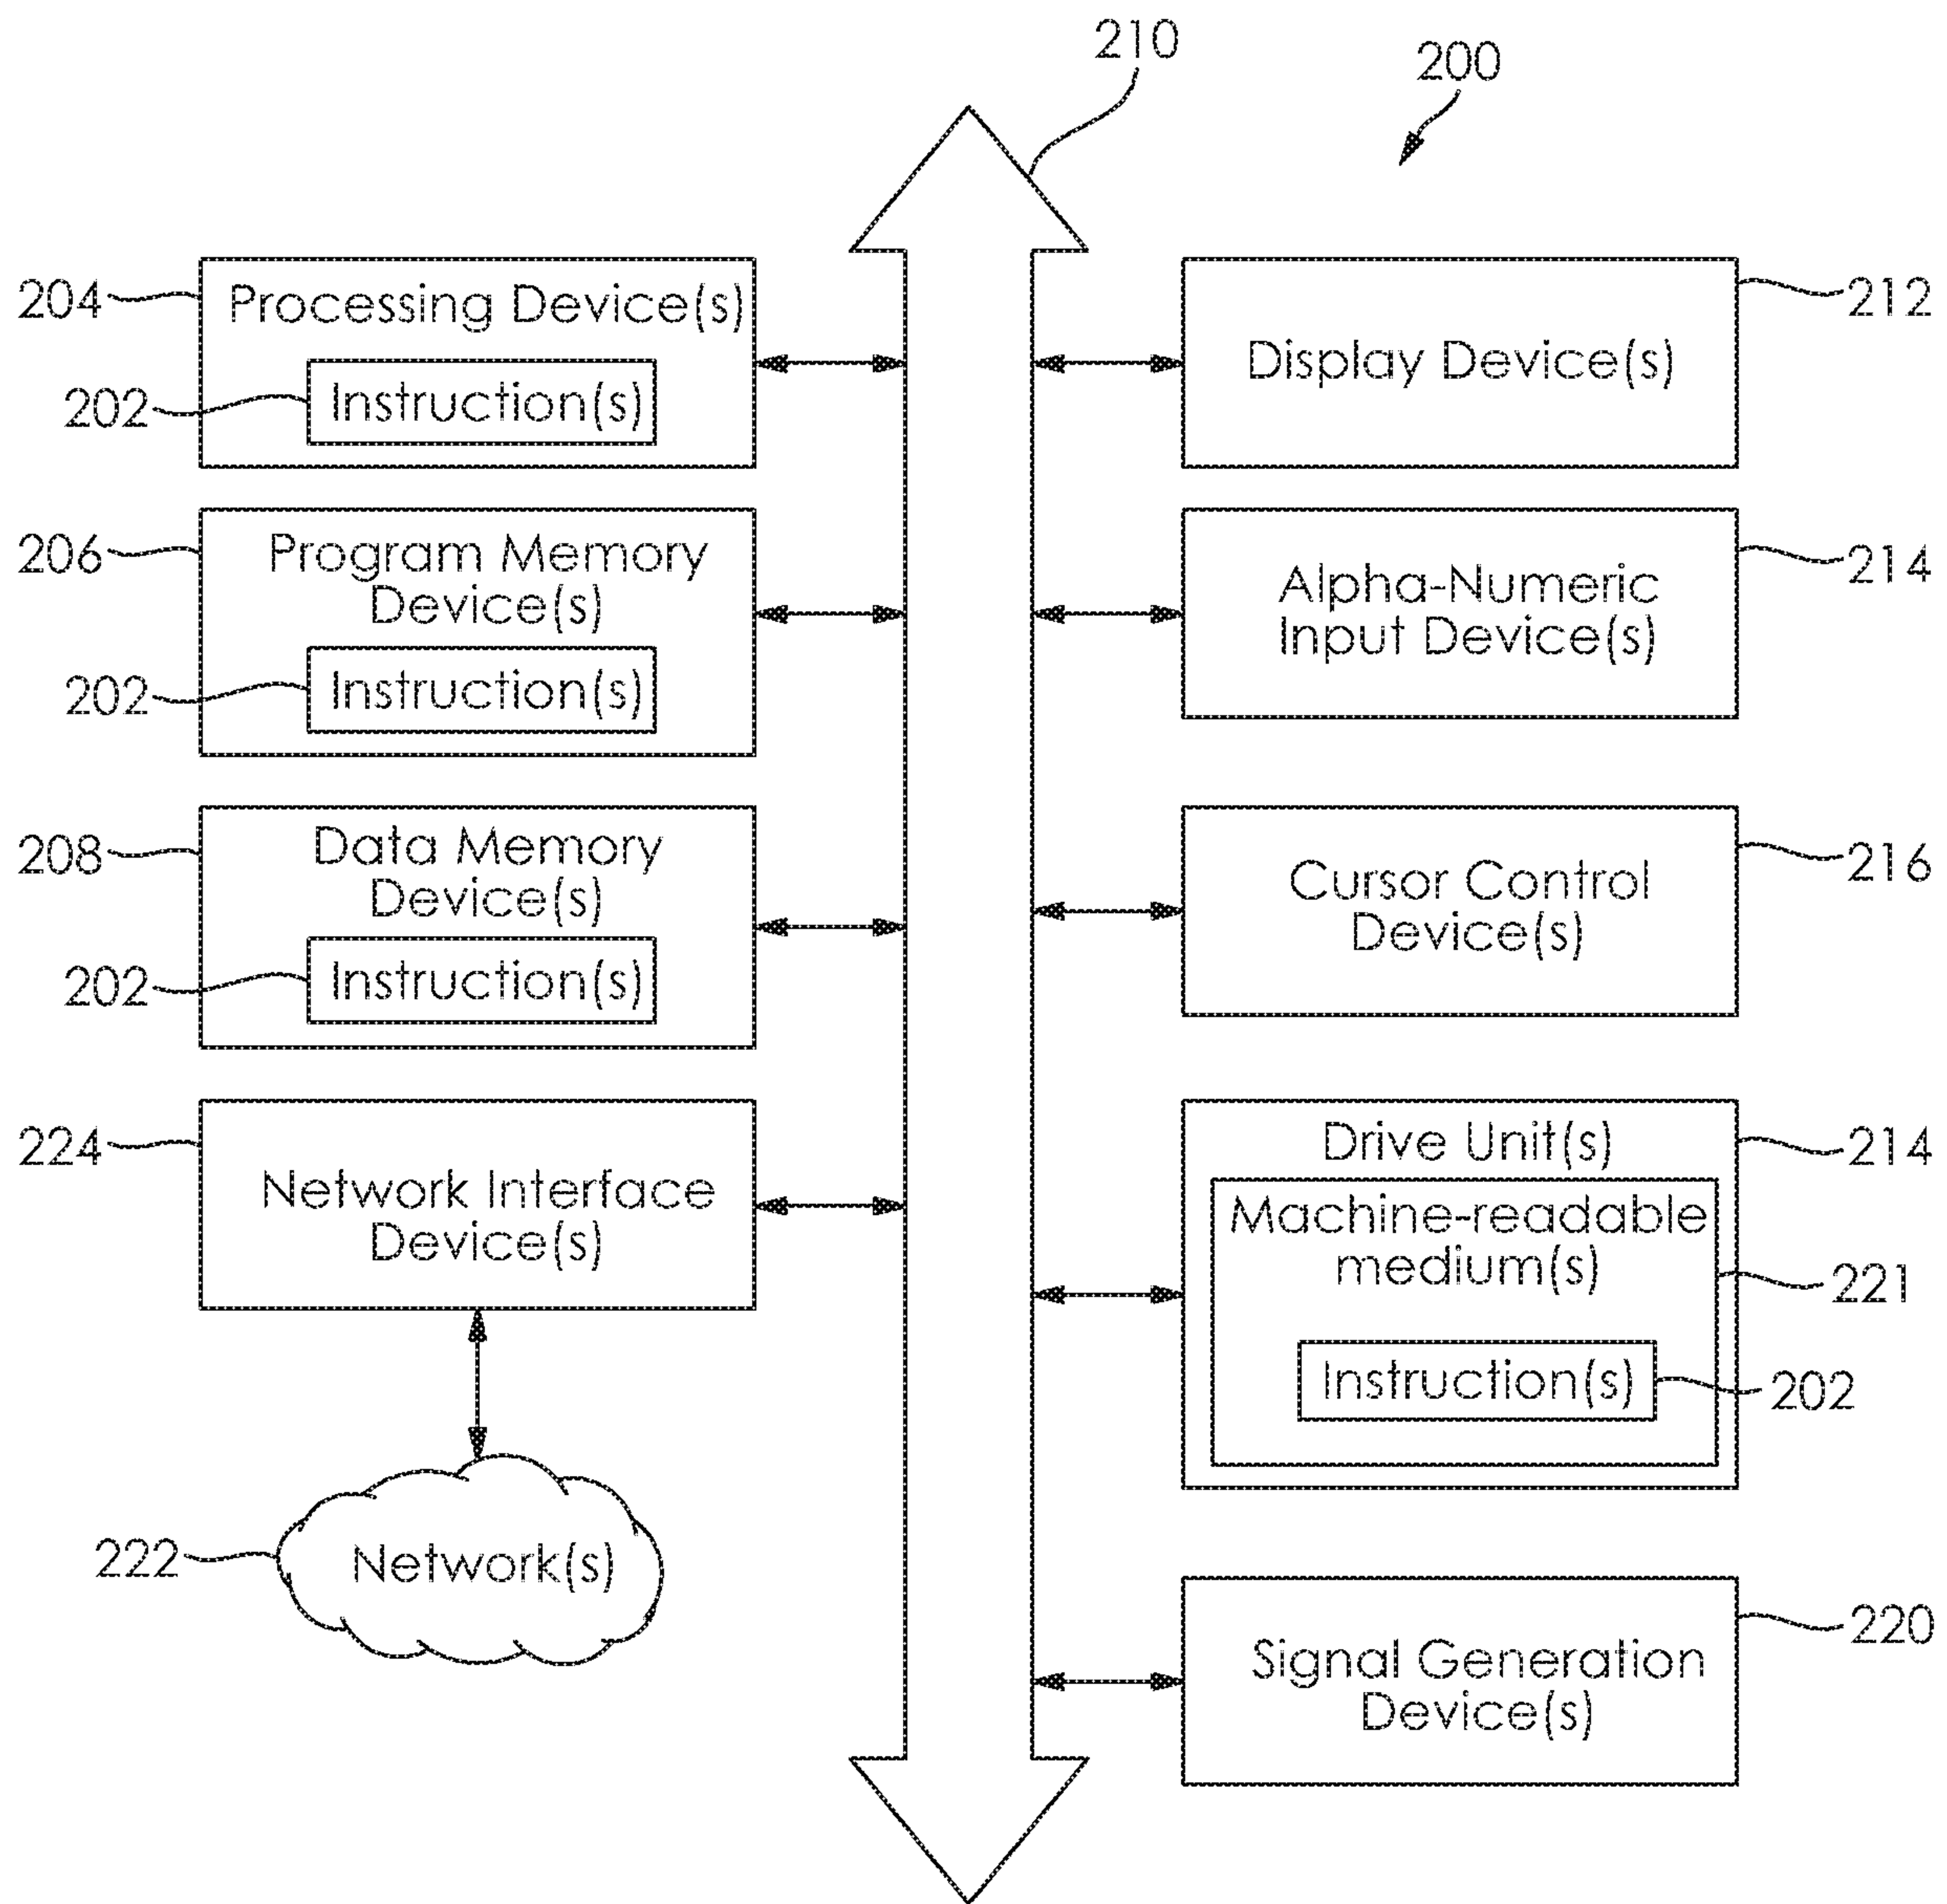 210
200
204
Processing Device(s)
202
Instruction(s)
206
Program Memory
Device(s)
202
Instruction(s)
208
Data Memory
Device(s)
202
Instruction(s)
224
Network Interface
Device(s)
222
Network(s)
212
Display Device(s)
214
Alpha-Numeric
Input Device(s)
216
Cursor Control
Device(s)
214
Drive Unit(s)
Machine-readable
medium(s)
221
Instruction(s)
202
220
Signal Generation
Device(s)